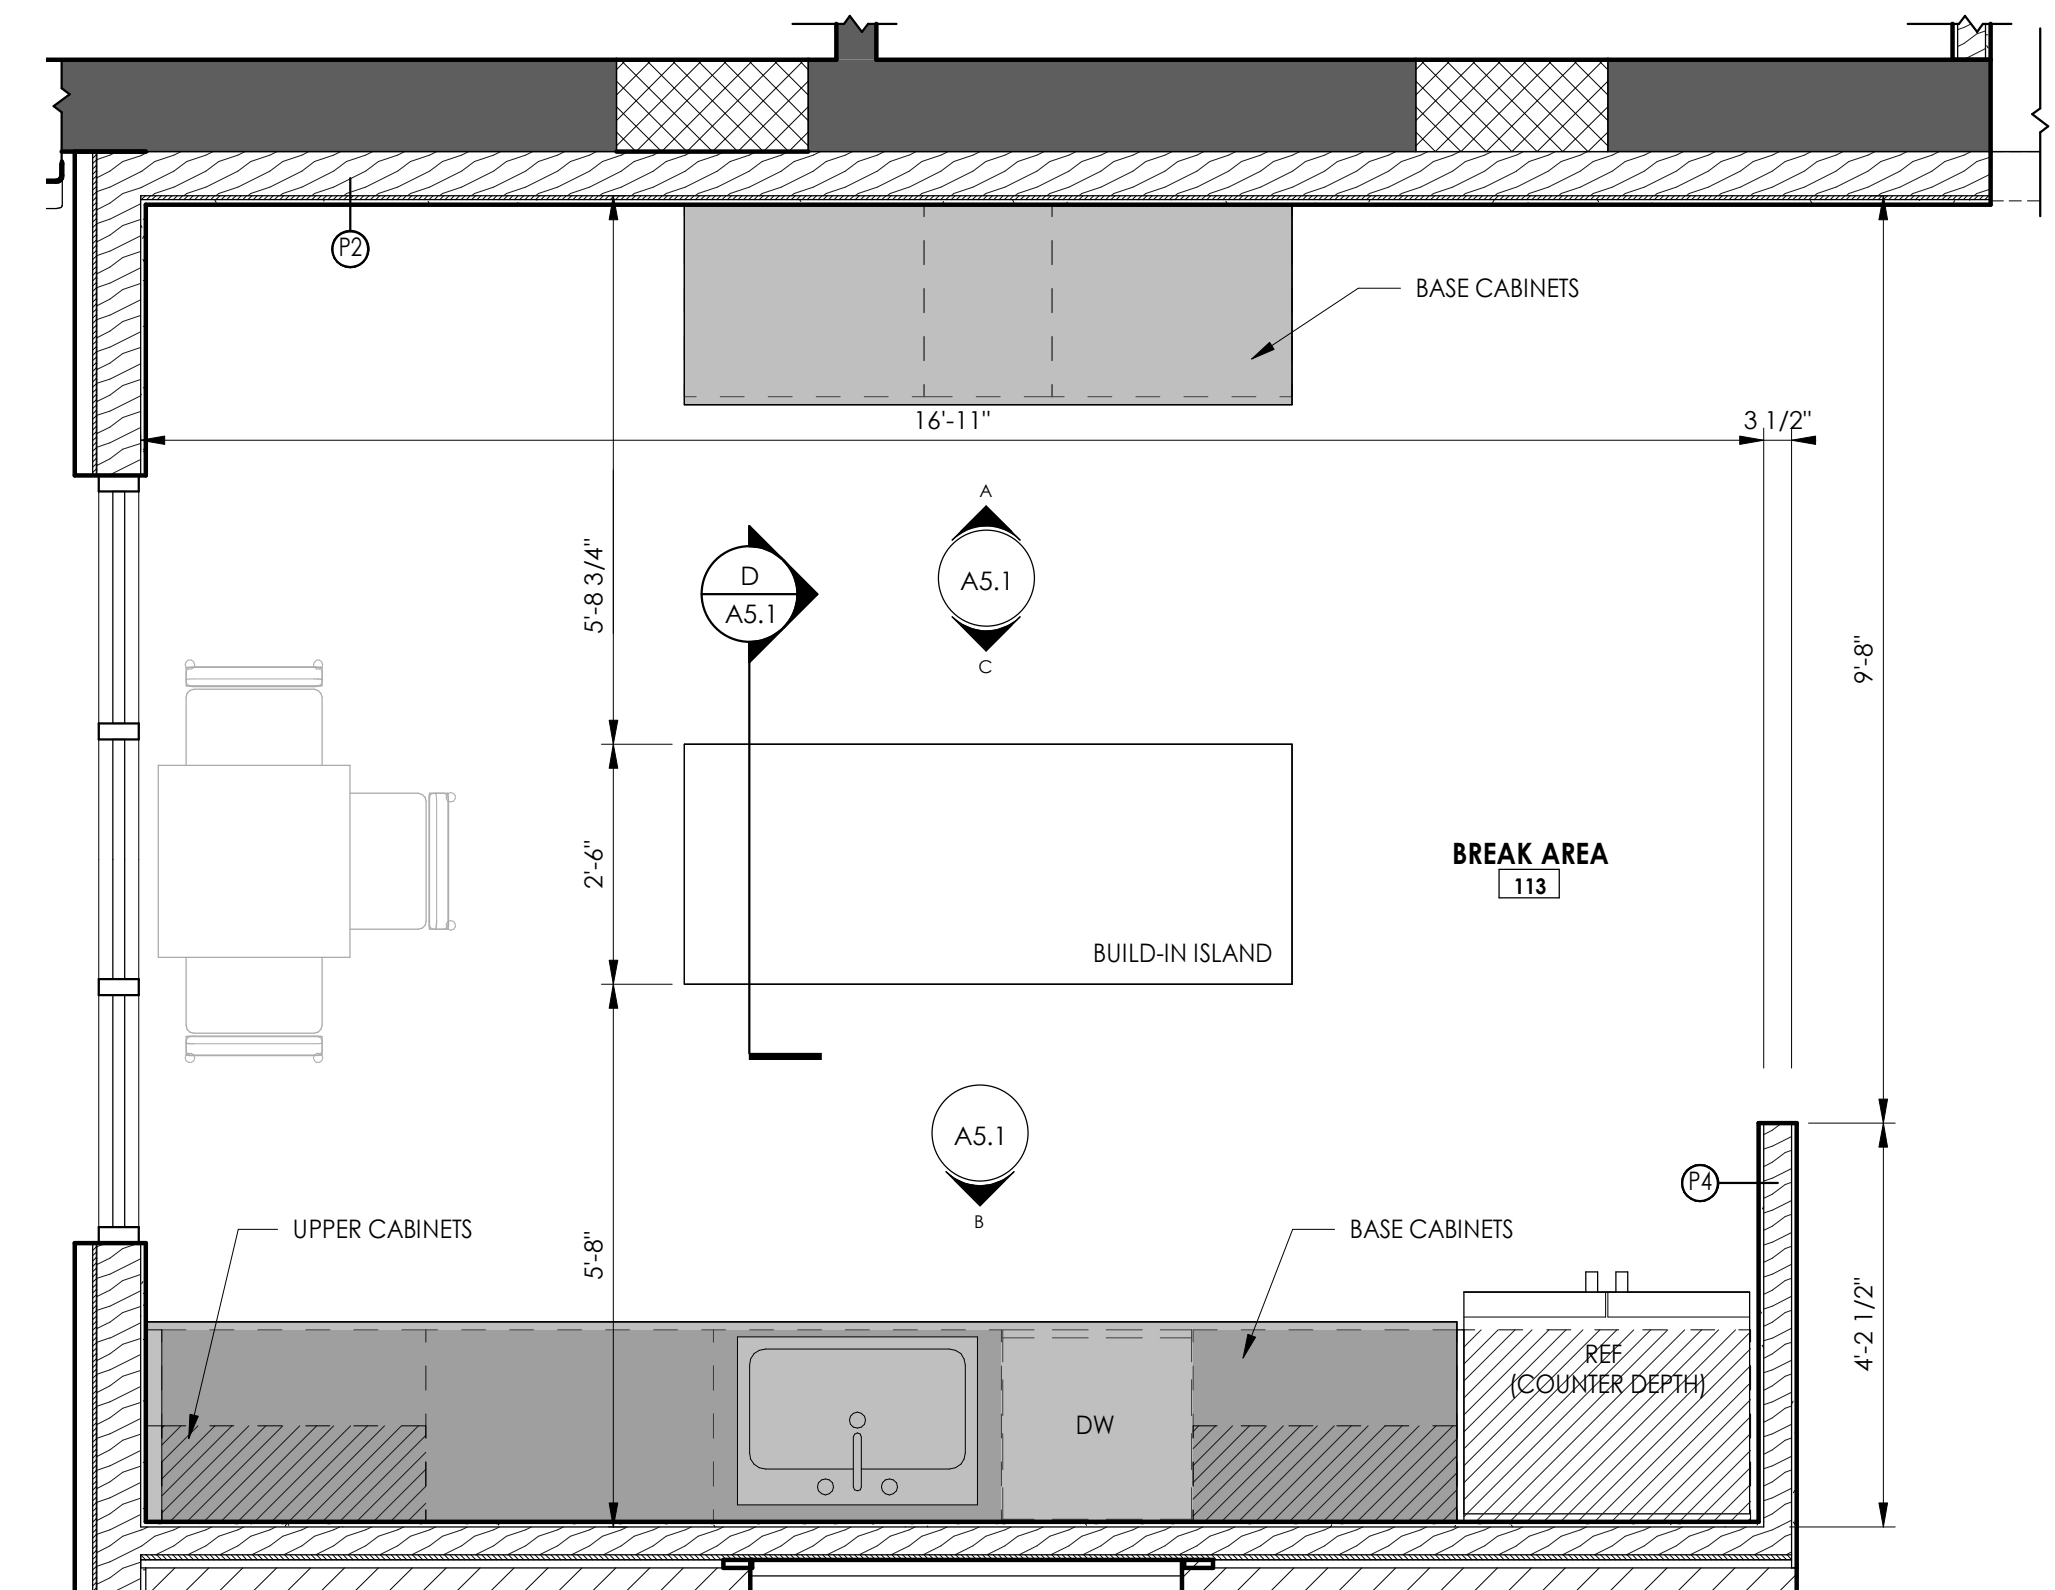 P2
BASE CABINETS
16'-11"
3 1/2"
A
A5.1
C
D
A5.1
5'-8 3/4"
9'-8"
2'-6"
BREAK AREA
113
BUILD-IN ISLAND
A5.1
B
P4
UPPER CABINETS
BASE CABINETS
5'-8"
4'-2 1/2"
REF
(COUNTER DEPTH)
DW